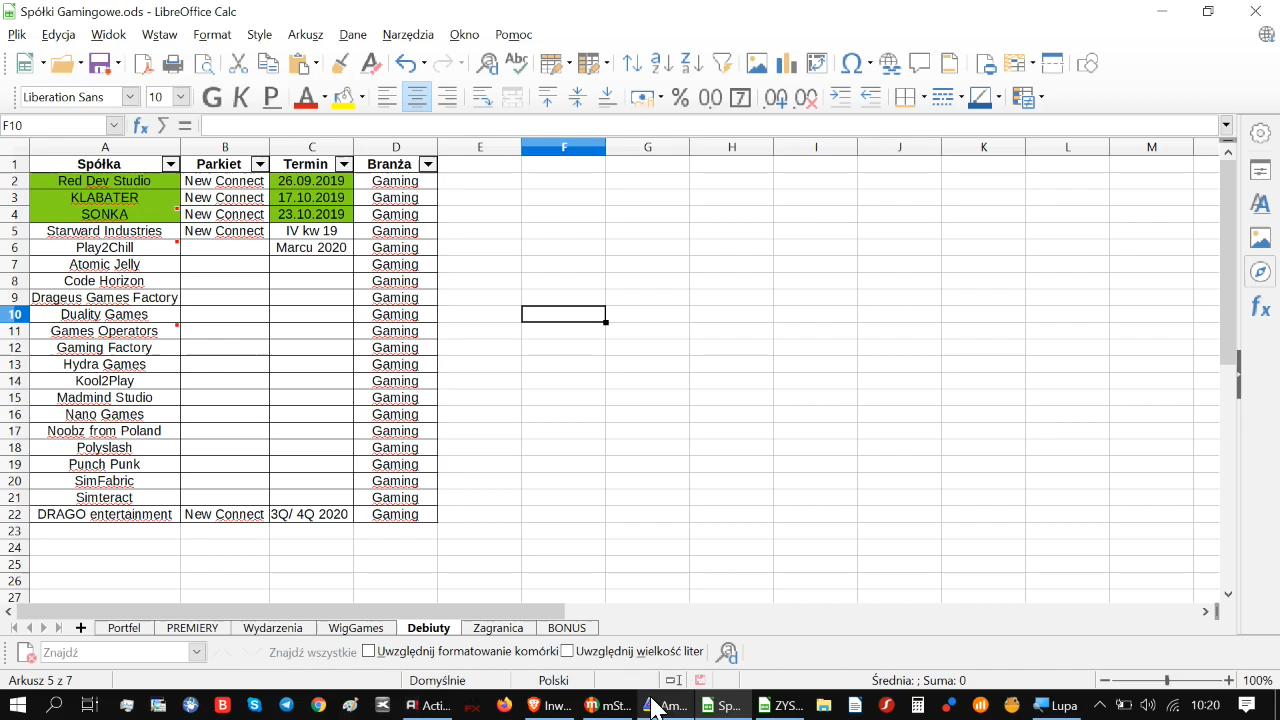 Spółki Gamingowe.ods - LibreOffice Calc
Plik Edycja Widok Wstaw Format Arkusz Style Dane Narzędzia Okno Pomoc
Liberation Sans 10 G K P
F10
A B C D E F G H I J K L M
1 Spółka Parkiet Termin Branża
2 Red Dev Studio New Connect 26.09.2019 Gaming
3 KLABATER New Connect 17.10.2019 Gaming
4 SONKA New Connect 23.10.2019 Gaming
5 Starward Industries New Connect IV kw 19 Gaming
6 Play2Chill Marcu 2020 Gaming
7 Atomic Jelly Gaming
8 Code Horizon Gaming
9 Drageus Games Factory Gaming
10 Duality Games Gaming
11 Games Operators Gaming
12 Gaming Factory Gaming
13 Hydra Games Gaming
14 Kool2Play Gaming
15 Madmind Studio Gaming
16 Nano Games Gaming
17 Noobz from Poland Gaming
18 Polyslash Gaming
19 Punch Punk Gaming
20 SimFabric Gaming
21 Simteract Gaming
22 DRAGO entertainment New Connect 3Q/ 4Q 2020 Gaming
23
24
25
26
27
Portfel PREMIERY Wydarzenia WigGames Debiuty Zagranica BONUS
Znajdź Znajdź wszystkie Uwzględnij formatowanie komórki Uwzględnij wielkość liter
Arkusz 5 z 7 Domyślnie Polski Średnia: ; Suma: 0 100%
Acti... Inw... mSt... Am... Sp... ZYS... Lupa 10:20